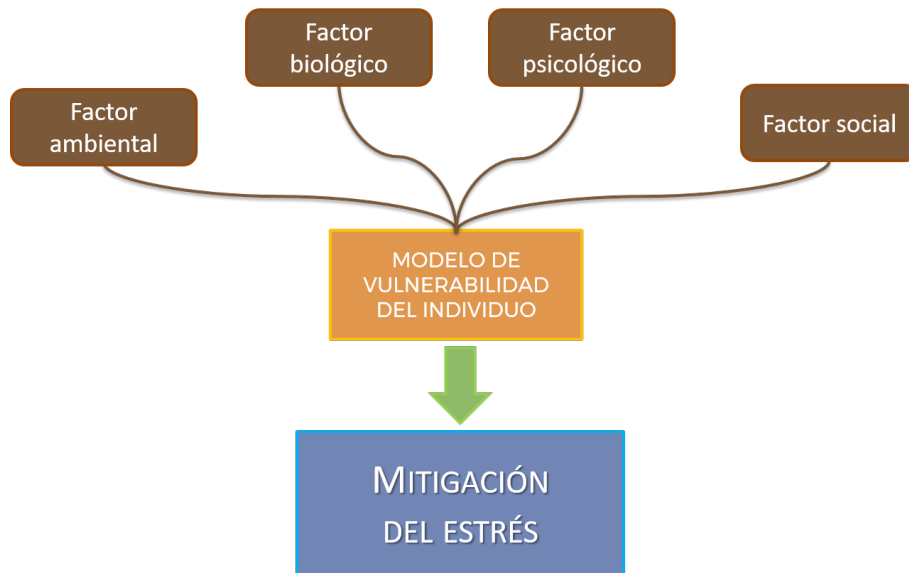 Factor
biológico
Factor
psicológico
Factor
ambiental
Factor social
MODELO DE
VULNERABILIDAD
DEL INDIVIDUO
MITIGACIÓN
DEL ESTRÉS